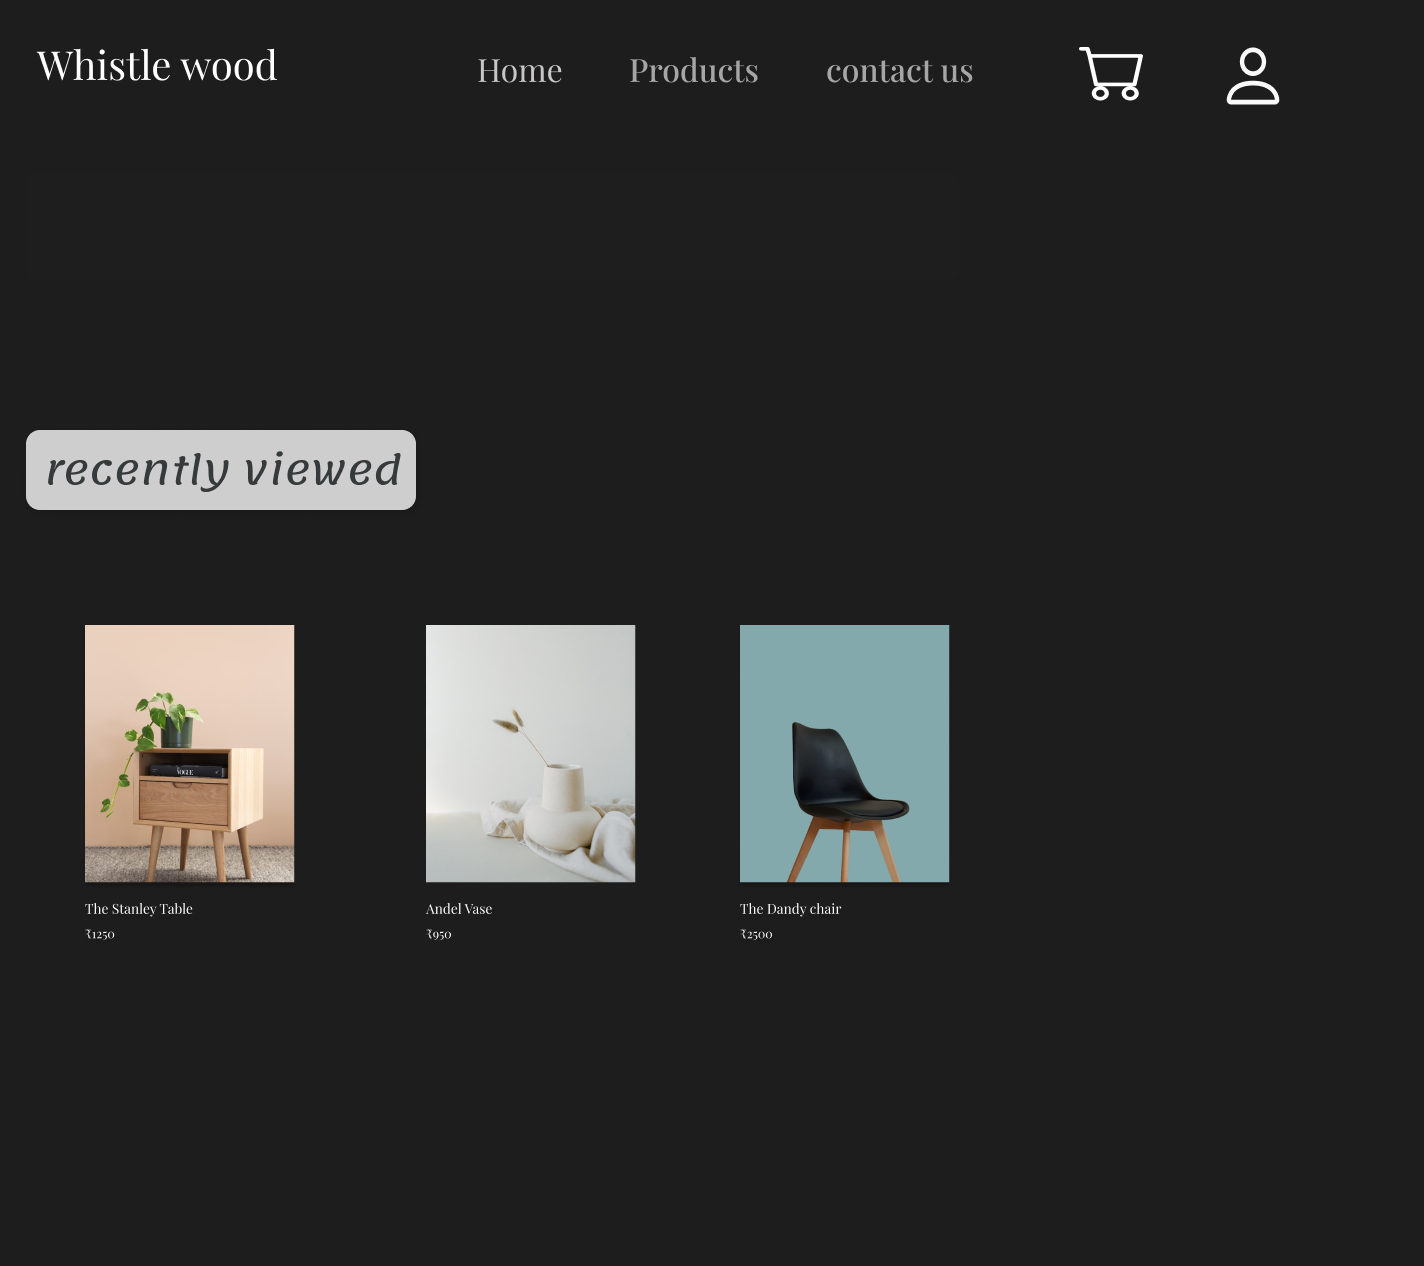 Whistle wood
Home Products contact us
recently viewed
VOGUE
The Stanley Table
₹1250
Andel Vase
₹950
The Dandy chair
₹2500